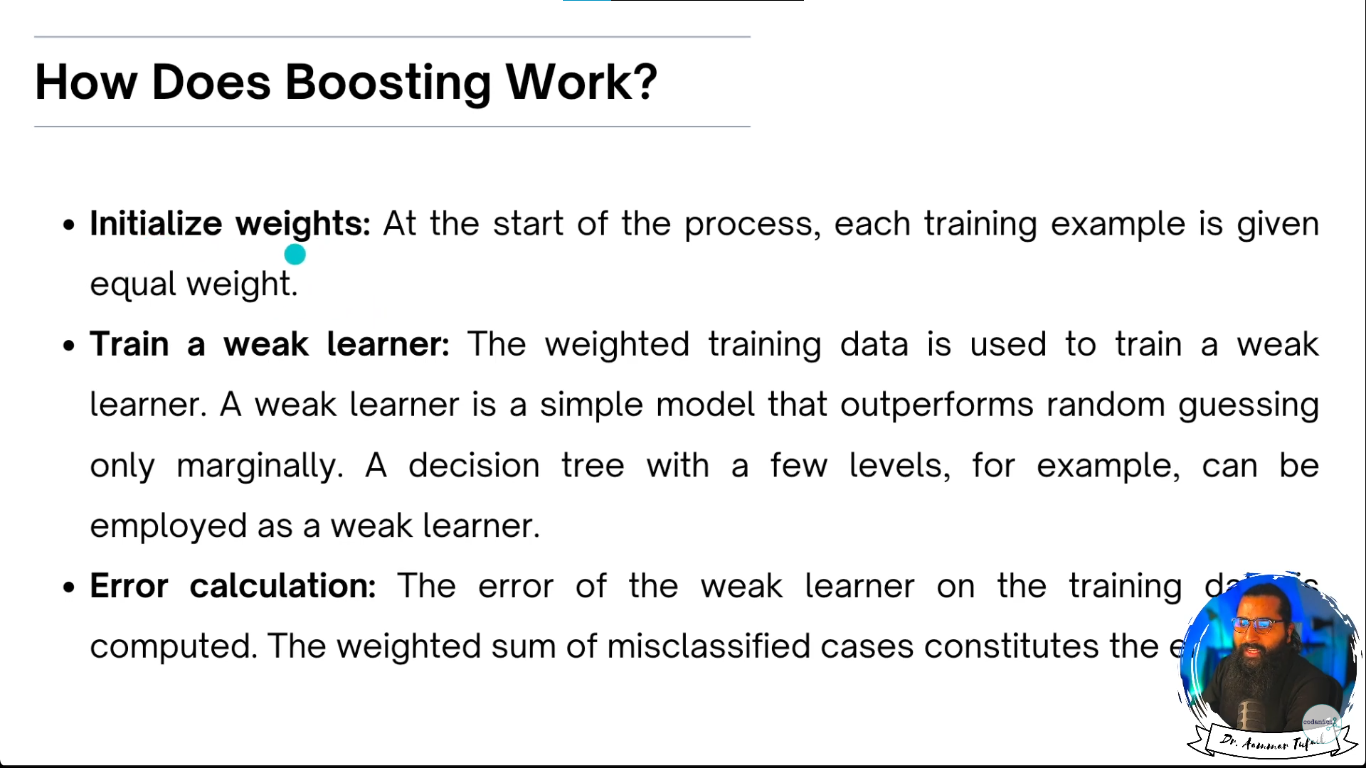 How Does Boosting Work?
• Initialize weights: At the start of the process, each training example is given
equal weight.
• Train a weak learner: The weighted training data is used to train a weak
learner. A weak learner is a simple model that outperforms random guessing
only marginally. A decision tree with a few levels, for example, can be
employed as a weak learner.
• Error calculation: The error of the weak learner on the training
computed. The weighted sum of misclassified cases constitutes the
codanics
Dr. Aammar Tufail